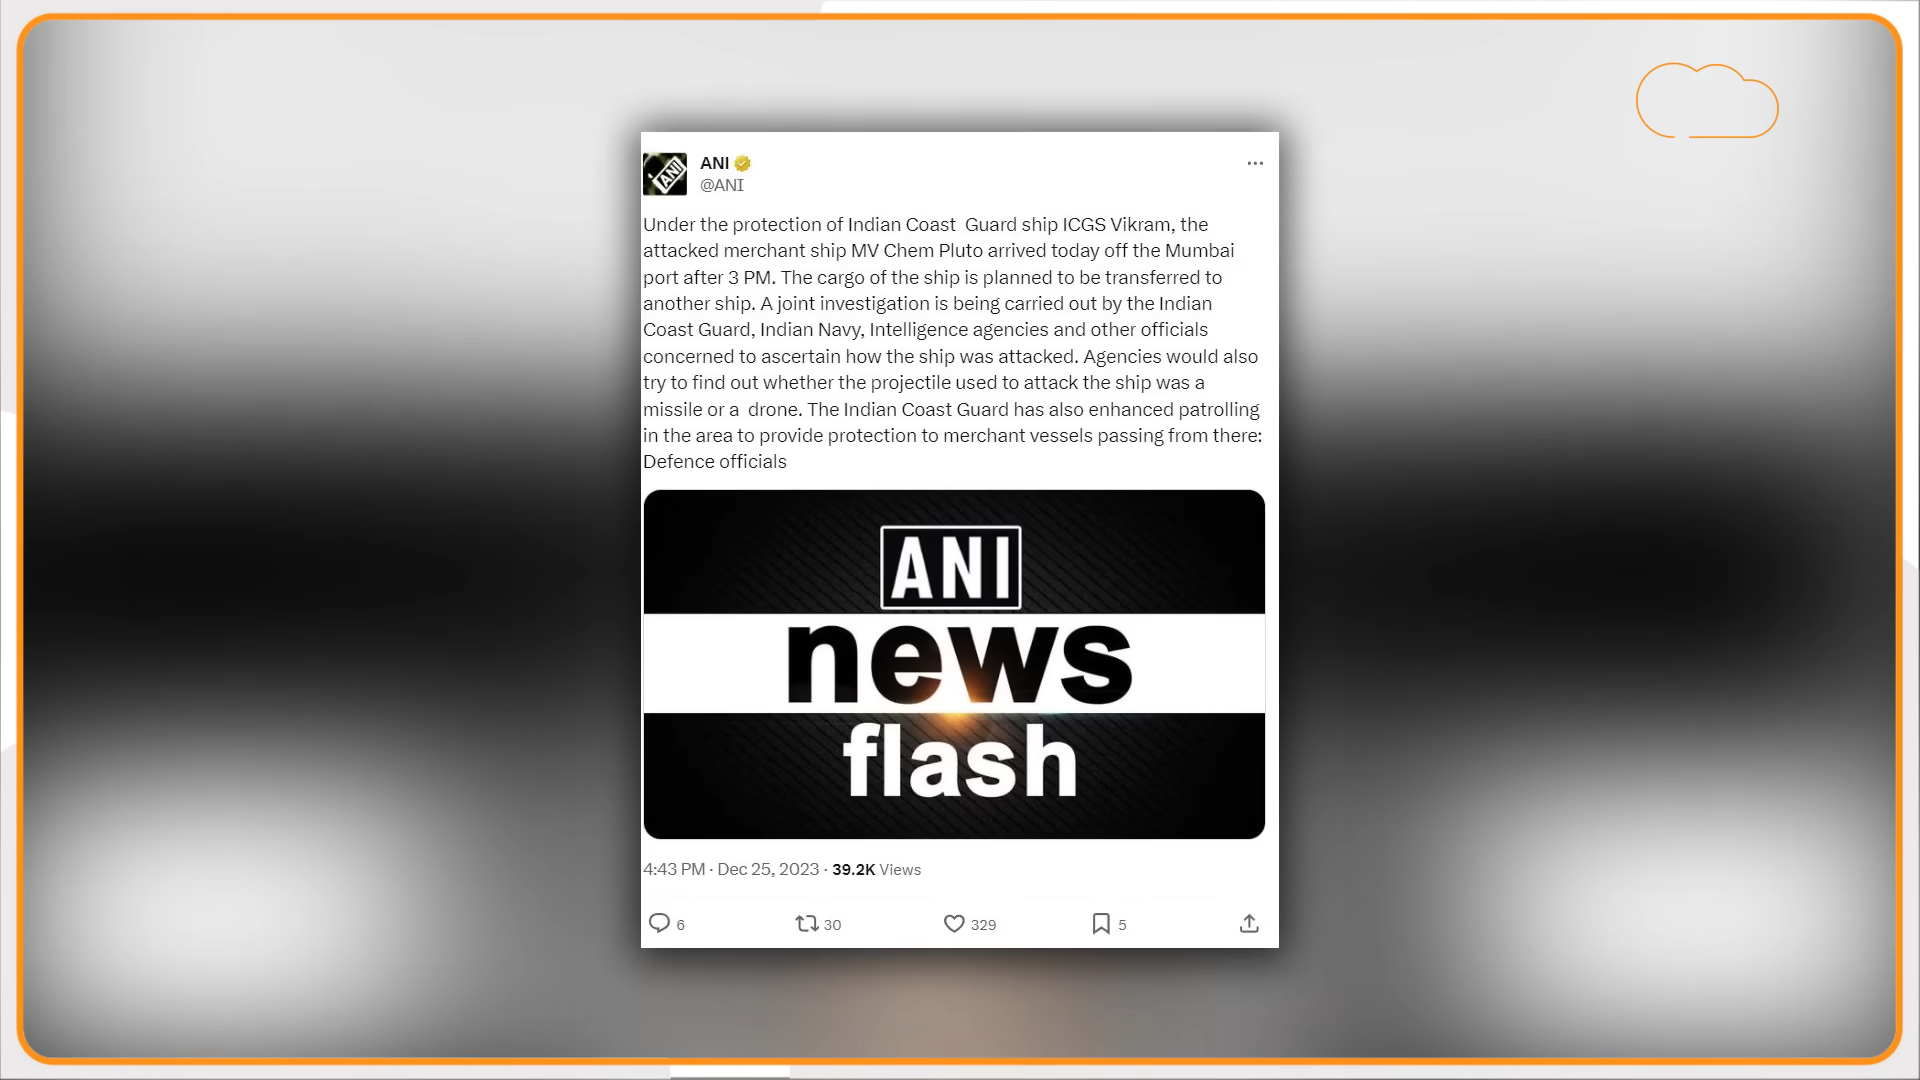 ANI
@ANI
Under the protection of Indian Coast  Guard ship ICGS Vikram, the
attacked merchant ship MV Chem Pluto arrived today off the Mumbai
port after 3 PM. The cargo of the ship is planned to be transferred to
another ship. A joint investigation is being carried out by the Indian
Coast Guard, Indian Navy, Intelligence agencies and other officials
concerned to ascertain how the ship was attacked. Agencies would also
try to find out whether the projectile used to attack the ship was a
missile or a  drone. The Indian Coast Guard has also enhanced patrolling
in the area to provide protection to merchant vessels passing from there:
Defence officials
ANI
news
flash
4:43 PM · Dec 25, 2023 · 39.2K Views
6 30 329 5